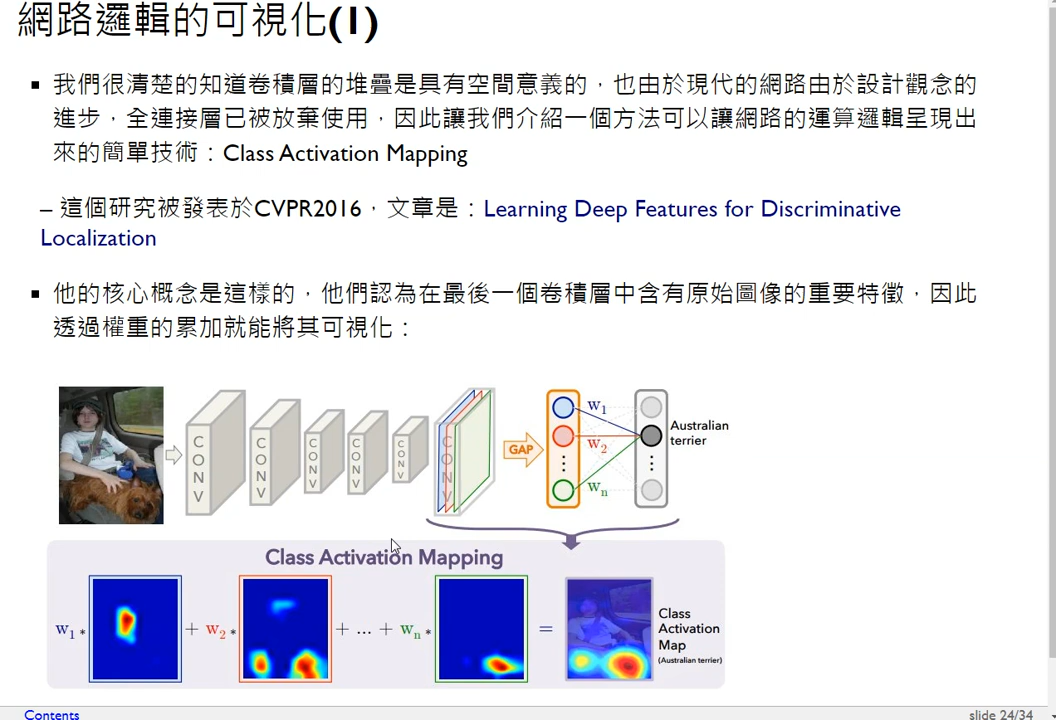 網路邏輯的可視化(1)
我們很清楚的知道卷積層的堆疊是具有空間意義的，也由於現代的網路由於設計觀念的
進步，全連接層已被放棄使用，因此讓我們介紹一個方法可以讓網路的運算邏輯呈現出
來的簡單技術：Class Activation Mapping
– 這個研究被發表於CVPR2016，文章是：Learning Deep Features for Discriminative
Localization
他的核心概念是這樣的，他們認為在最後一個卷積層中含有原始圖像的重要特徵，因此
透過權重的累加就能將其可視化：
CONV
CONV
CONV
CONV
CONV
CONV
GAP
w1
w2
wn
Australian
terrier
Class Activation Mapping
w1 * + w2 * + ... + wn * =
Class
Activation
Map
(Australian terrier)
Contents
slide 24/34